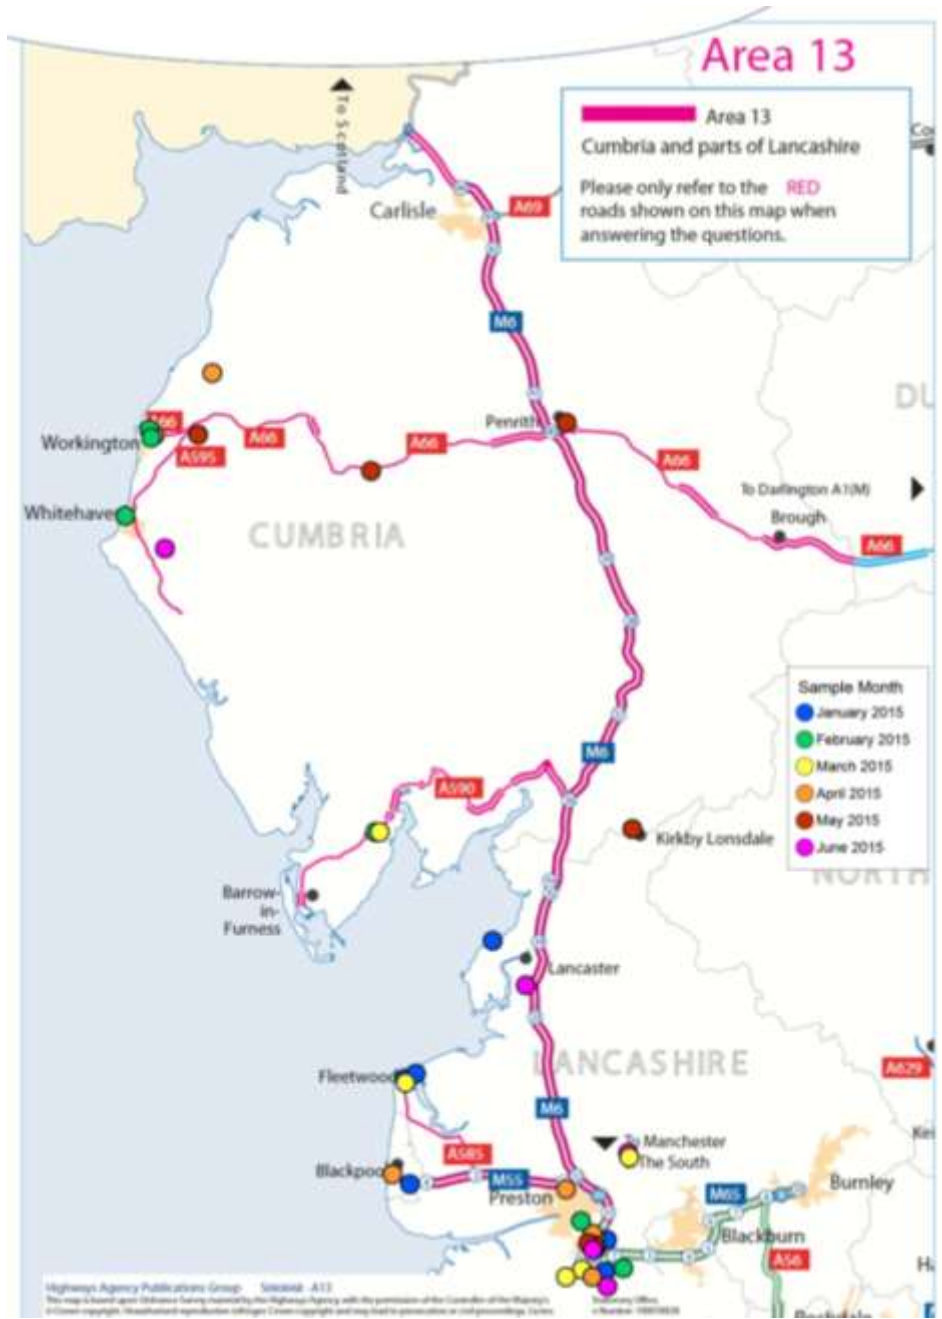 Area 13
Area 13
Cumbria and parts of Lancashire
Please only refer to the RED
roads shown on this map when
answering the questions.
To Scotland
Carlisle
A69
M6
DU
Penrith
A66
Workington
A66
A66
A66
A595
To Darlington A1(M)
Whitehave
Brough
CUMBRIA
A66
Sample Month
January 2015
February 2015
March 2015
April 2015
May 2015
June 2015
M6
A590
Kirkby Lonsdale
NORTH
Barrow-
in-
Furness
Lancaster
LANCASHIRE
A629
Fleetwood
M6
To Manchester
The South
A585
Blackpoo
M55
Preston
M65
Burnley
Blackburn
A56
Highways Agency Publications Group